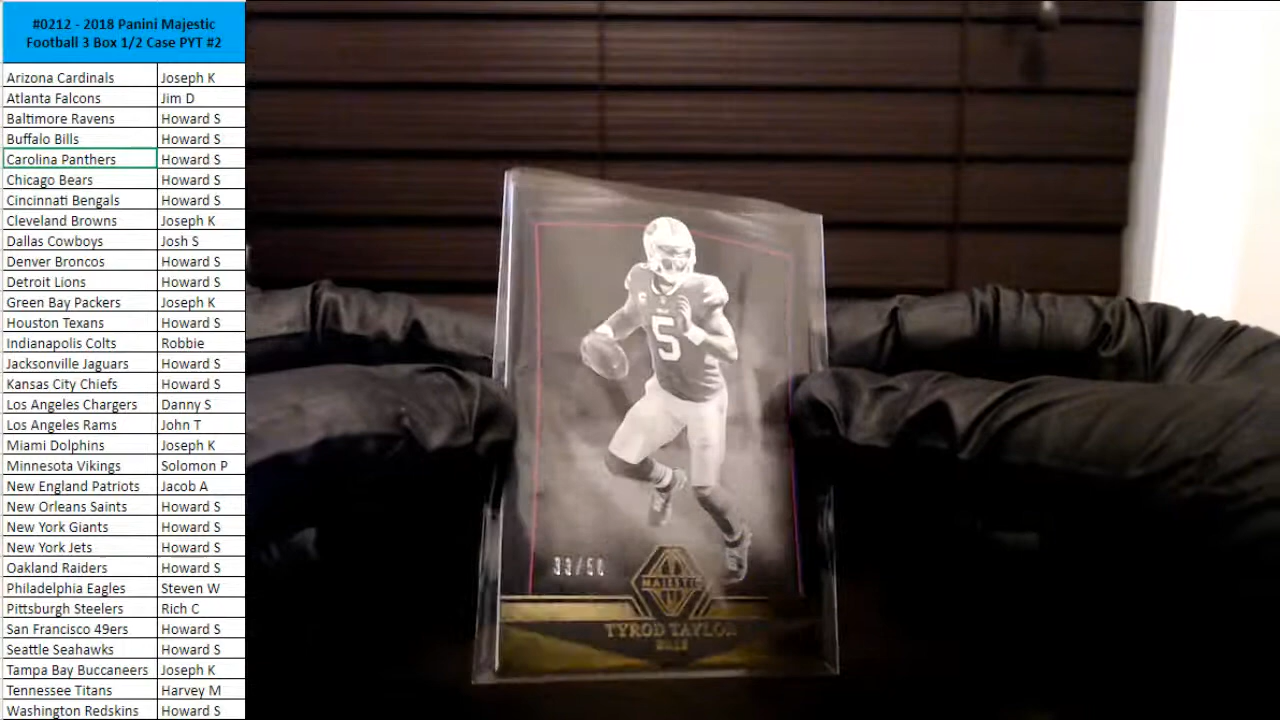 #0212 - 2018 Panini Majestic
Football 3 Box 1/2 Case PYT #2
Arizona Cardinals Joseph K
Atlanta Falcons Jim D
Baltimore Ravens Howard S
Buffalo Bills Howard S
Carolina Panthers Howard S
Chicago Bears Howard S
Cincinnati Bengals Howard S
Cleveland Browns Joseph K
Dallas Cowboys Josh S
Denver Broncos Howard S
Detroit Lions Howard S
Green Bay Packers Joseph K
Houston Texans Howard S
Indianapolis Colts Robbie
Jacksonville Jaguars Howard S
Kansas City Chiefs Howard S
Los Angeles Chargers Danny S
Los Angeles Rams John T
Miami Dolphins Joseph K
Minnesota Vikings Solomon P
New England Patriots Jacob A
New Orleans Saints Howard S
New York Giants Howard S
New York Jets Howard S
Oakland Raiders Howard S
Philadelphia Eagles Steven W
Pittsburgh Steelers Rich C
San Francisco 49ers Howard S
Seattle Seahawks Howard S
Tampa Bay Buccaneers Joseph K
Tennessee Titans Harvey M
Washington Redskins Howard S
5
MAJESTIC
TYROD TAYLOR